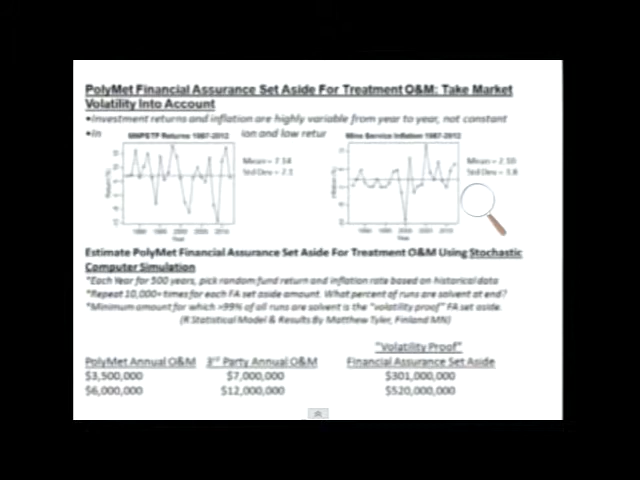 PolyMet Financial Assurance Set Aside For Treatment O&M: Take Market
Volatility Into Account
•Investment returns and inflation are highly variable from year to year, not constant
•In ion and low retur
MNPSTF Returns 1987-2012
Mine Service Inflation 1987-2012
Mean = 7.14
Std Dev = 7.1
Mean = 2.50
Std Dev = 3.8
Year
Year
Estimate PolyMet Financial Assurance Set Aside For Treatment O&M Using Stochastic
Computer Simulation
*Each Year for 500 years, pick random fund return and inflation rate based on historical data
*Repeat 10,000+ times for each FA set aside amount. What percent of runs are solvent at end?
*Minimum amount for which >99% of all runs are solvent is the "volatility proof" FA set aside.
(R Statistical Model & Results By Matthew Tyler, Finland MN)
"Volatility Proof"
PolyMet Annual O&M 3rd Party Annual O&M Financial Assurance Set Aside
$3,500,000 $7,000,000 $301,000,000
$6,000,000 $12,000,000 $520,000,000